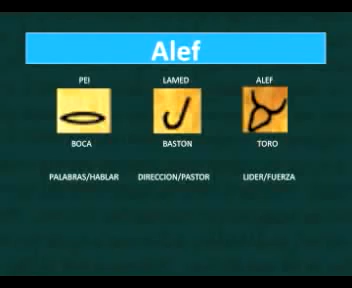 Alef
PEI LAMED ALEF
BOCA BASTON TORO
PALABRAS/HABLAR DIRECCION/PASTOR LIDER/FUERZA